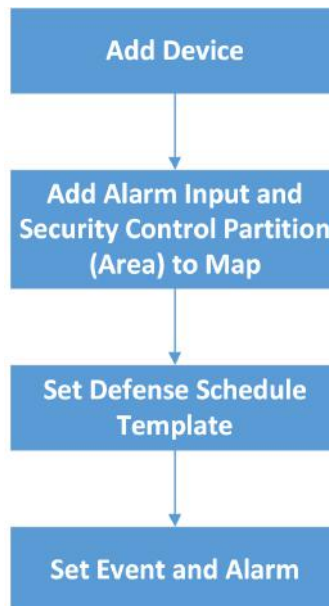 Add Device
Add Alarm Input and
Security Control Partition
(Area) to Map
Set Defense Schedule
Template
Set Event and Alarm